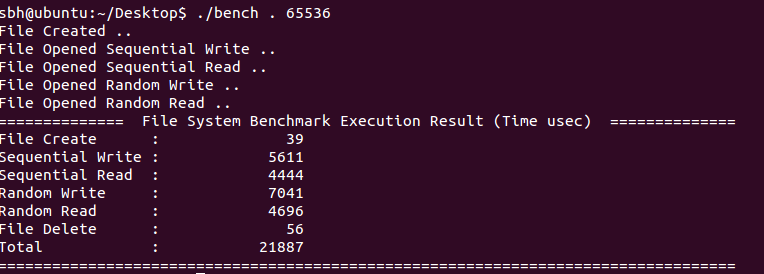 sbh@ubuntu:~/Desktop$ ./bench . 65536
File Created ..
File Opened Sequential Write ..
File Opened Sequential Read ..
File Opened Random Write ..
File Opened Random Read ..
==============  File System Benchmark Execution Result (Time usec)  ==============
File Create      :              39
Sequential Write :            5611
Sequential Read  :            4444
Random Write     :            7041
Random Read      :            4696
File Delete      :              56
Total            :           21887
==================================================================================